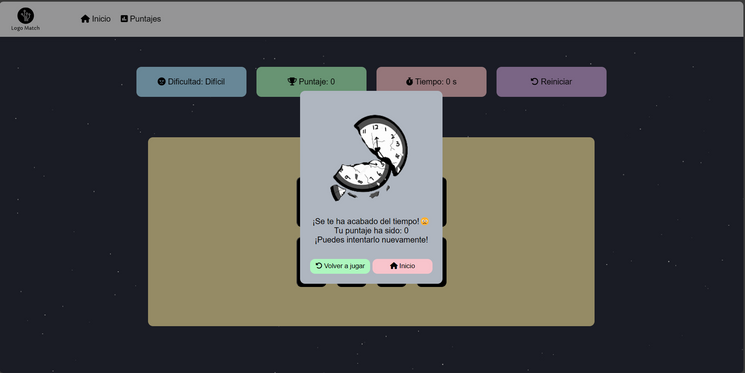 Logo Match
Inicio
Puntajes
Dificultad: Difícil
Puntaje: 0
Tiempo: 0 s
Reiniciar
12
¡Se te ha acabado del tiempo!
Tu puntaje ha sido: 0
¡Puedes intentarlo nuevamente!
Volver a jugar
Inicio